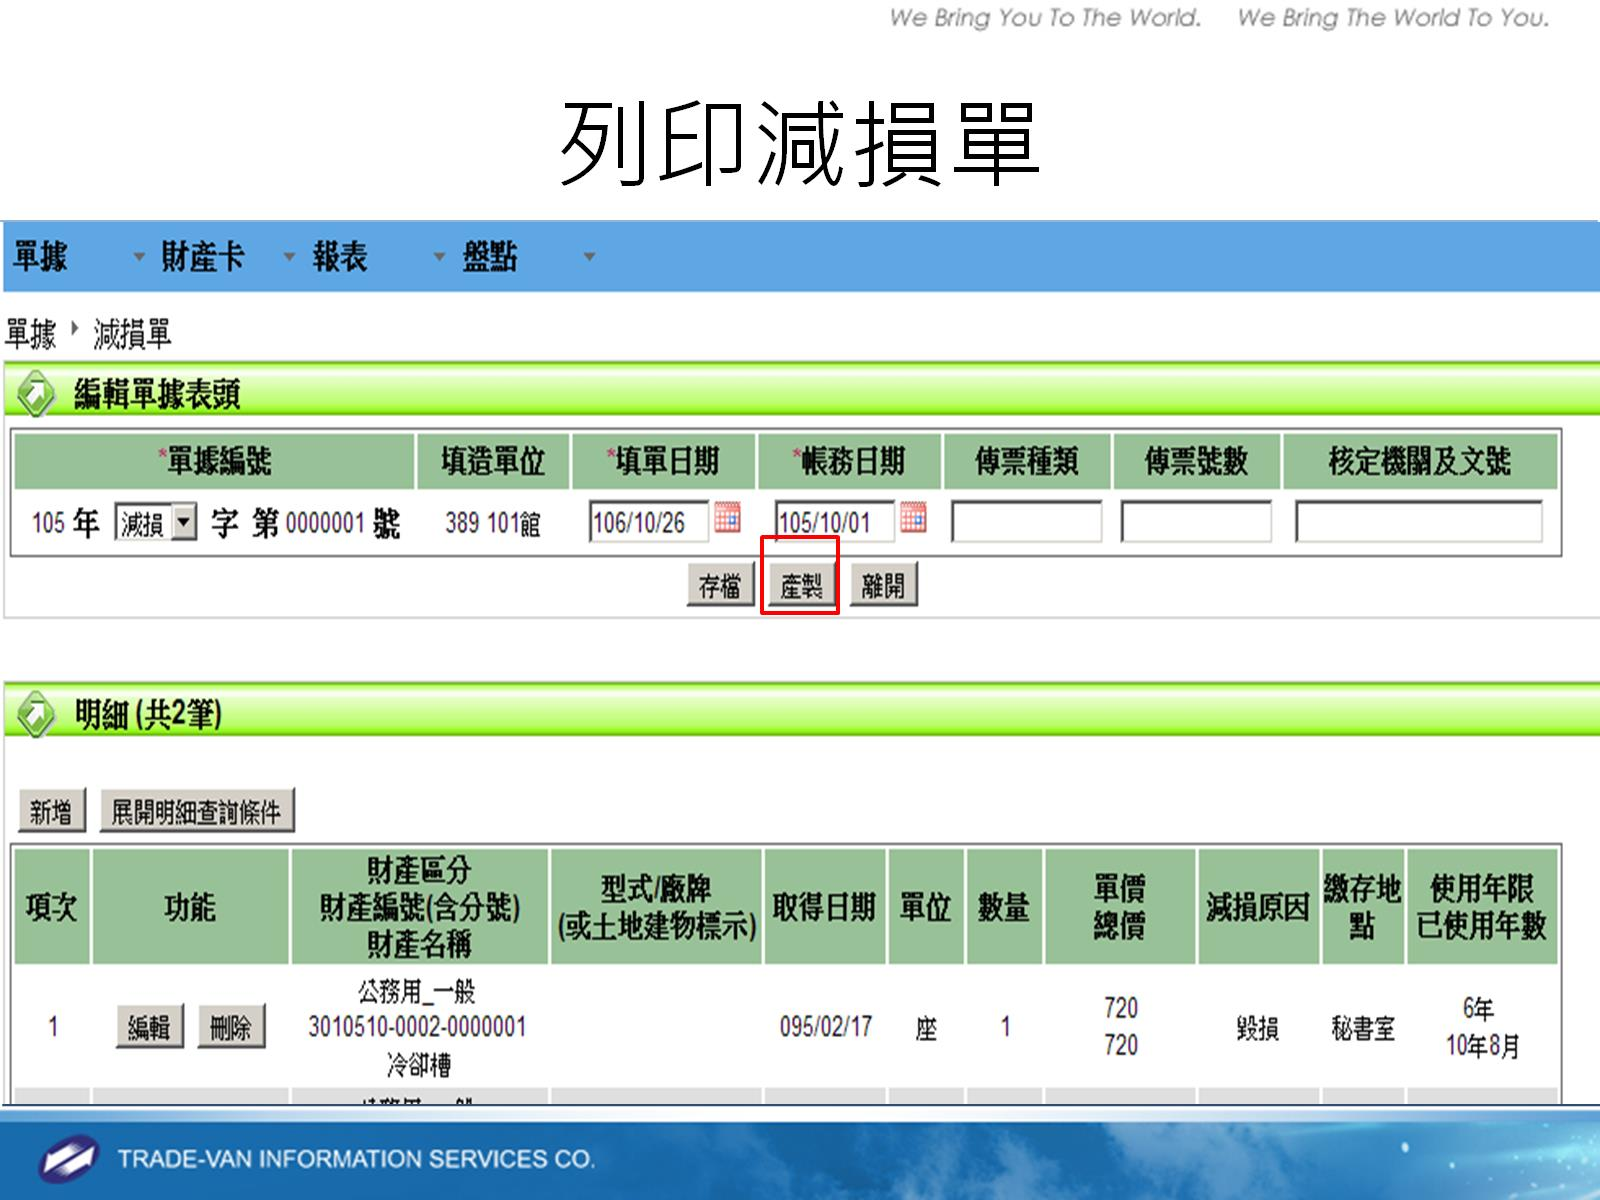 We Bring You To The World. We Bring The World To You.
列印減損單
單據 財產卡 報表 盤點
單據 減損單
編輯單據表頭
*單據編號 填造單位 *填單日期 *帳務日期 傳票種類 傳票號數 核定機關及文號
105 年 減損 字 第 0000001 號 389 101館 106/10/26 105/10/01
存檔 產製 離開
明細 (共2筆)
新增 展開明細查詢條件
項次 功能 財產區分 財產編號(含分號) 財產名稱 型式/廠牌 (或土地建物標示) 取得日期 單位 數量 單價 總價 減損原因 繳存地點 使用年限 已使用年數
1 編輯 刪除 公務用_一般 3010510-0002-0000001 冷卻槽 095/02/17 座 1 720 720 毀損 秘書室 6年 10年8月
TRADE-VAN INFORMATION SERVICES CO.